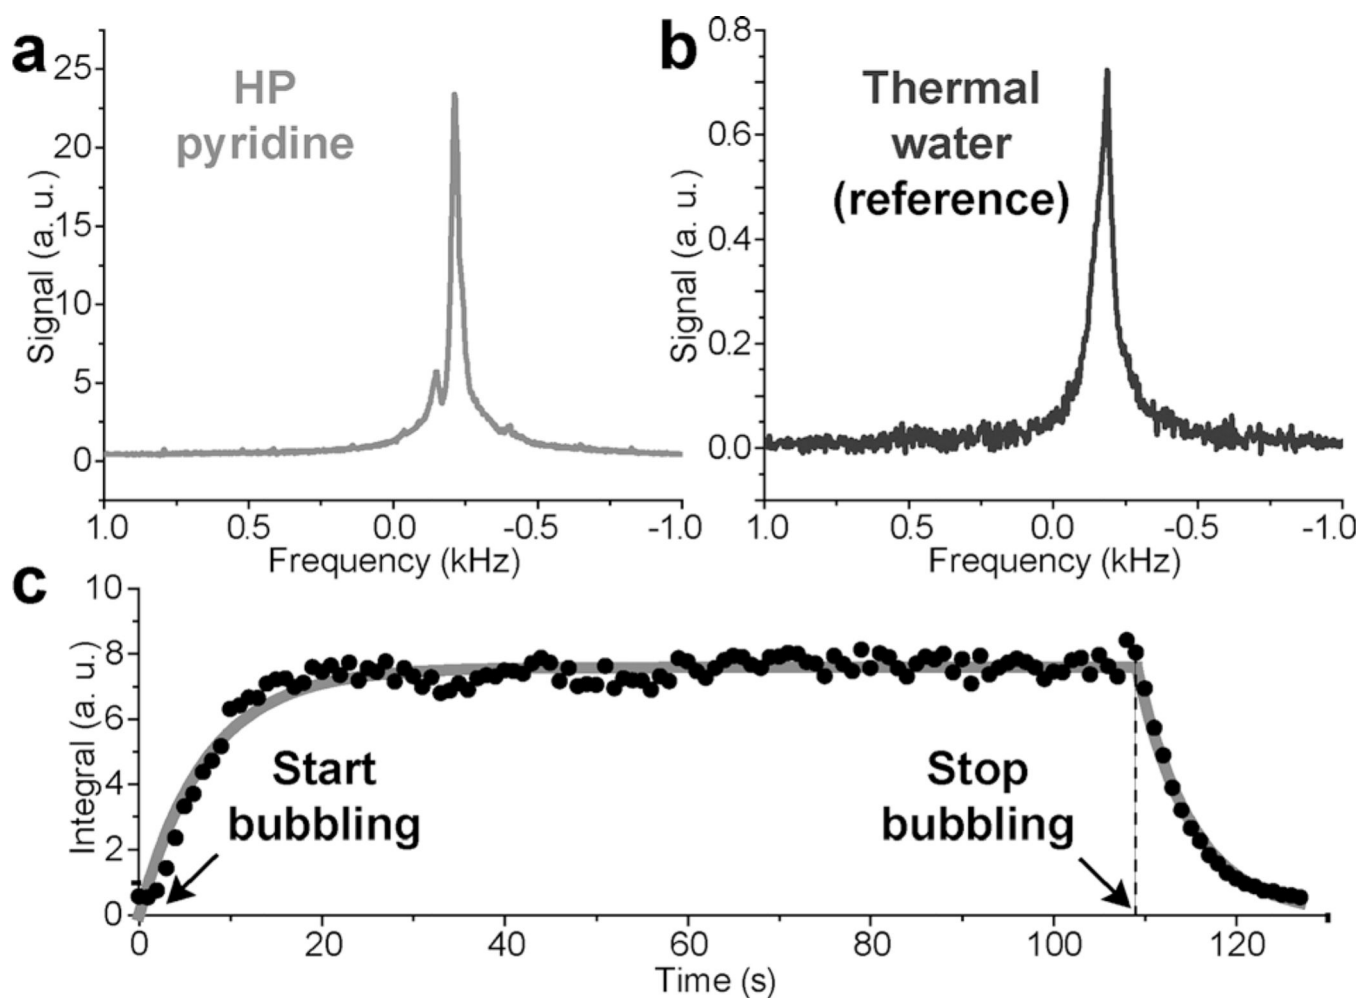 a
HP
pyridine
Signal (a. u.)
25
20
15
10
5
0
1.0 0.5 0.0 -0.5 -1.0
Frequency (kHz)
b
Thermal
water
(reference)
Signal (a. u.)
0.8
0.6
0.4
0.2
0.0
1.0 0.5 0.0 -0.5 -1.0
Frequency (kHz)
c
Integral (a. u.)
10
8
6
4
2
0
Start
bubbling
Stop
bubbling
0 20 40 60 80 100 120
Time (s)